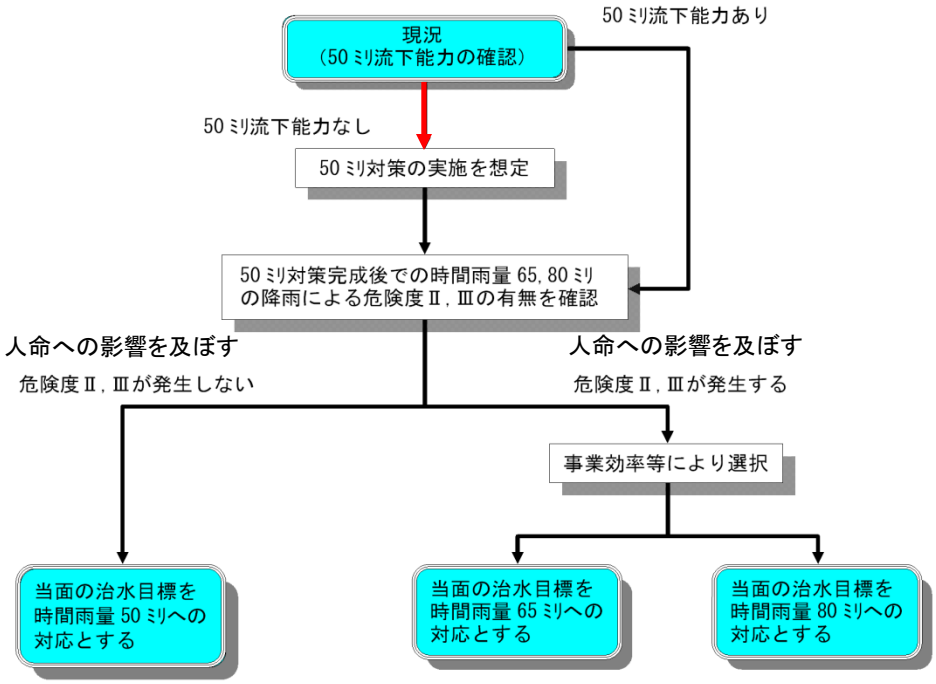 50ミリ流下能力あり
現況
(50ミリ流下能力の確認)
50ミリ流下能力なし
50ミリ対策の実施を想定
50ミリ対策完成後での時間雨量65,80ミリ
の降雨による危険度Ⅱ,Ⅲの有無を確認
人命への影響を及ぼす
危険度Ⅱ,Ⅲが発生しない
人命への影響を及ぼす
危険度Ⅱ,Ⅲが発生する
事業効率等により選択
当面の治水目標を
時間雨量50ミリへの
対応とする
当面の治水目標を
時間雨量65ミリへの
対応とする
当面の治水目標を
時間雨量80ミリへの
対応とする